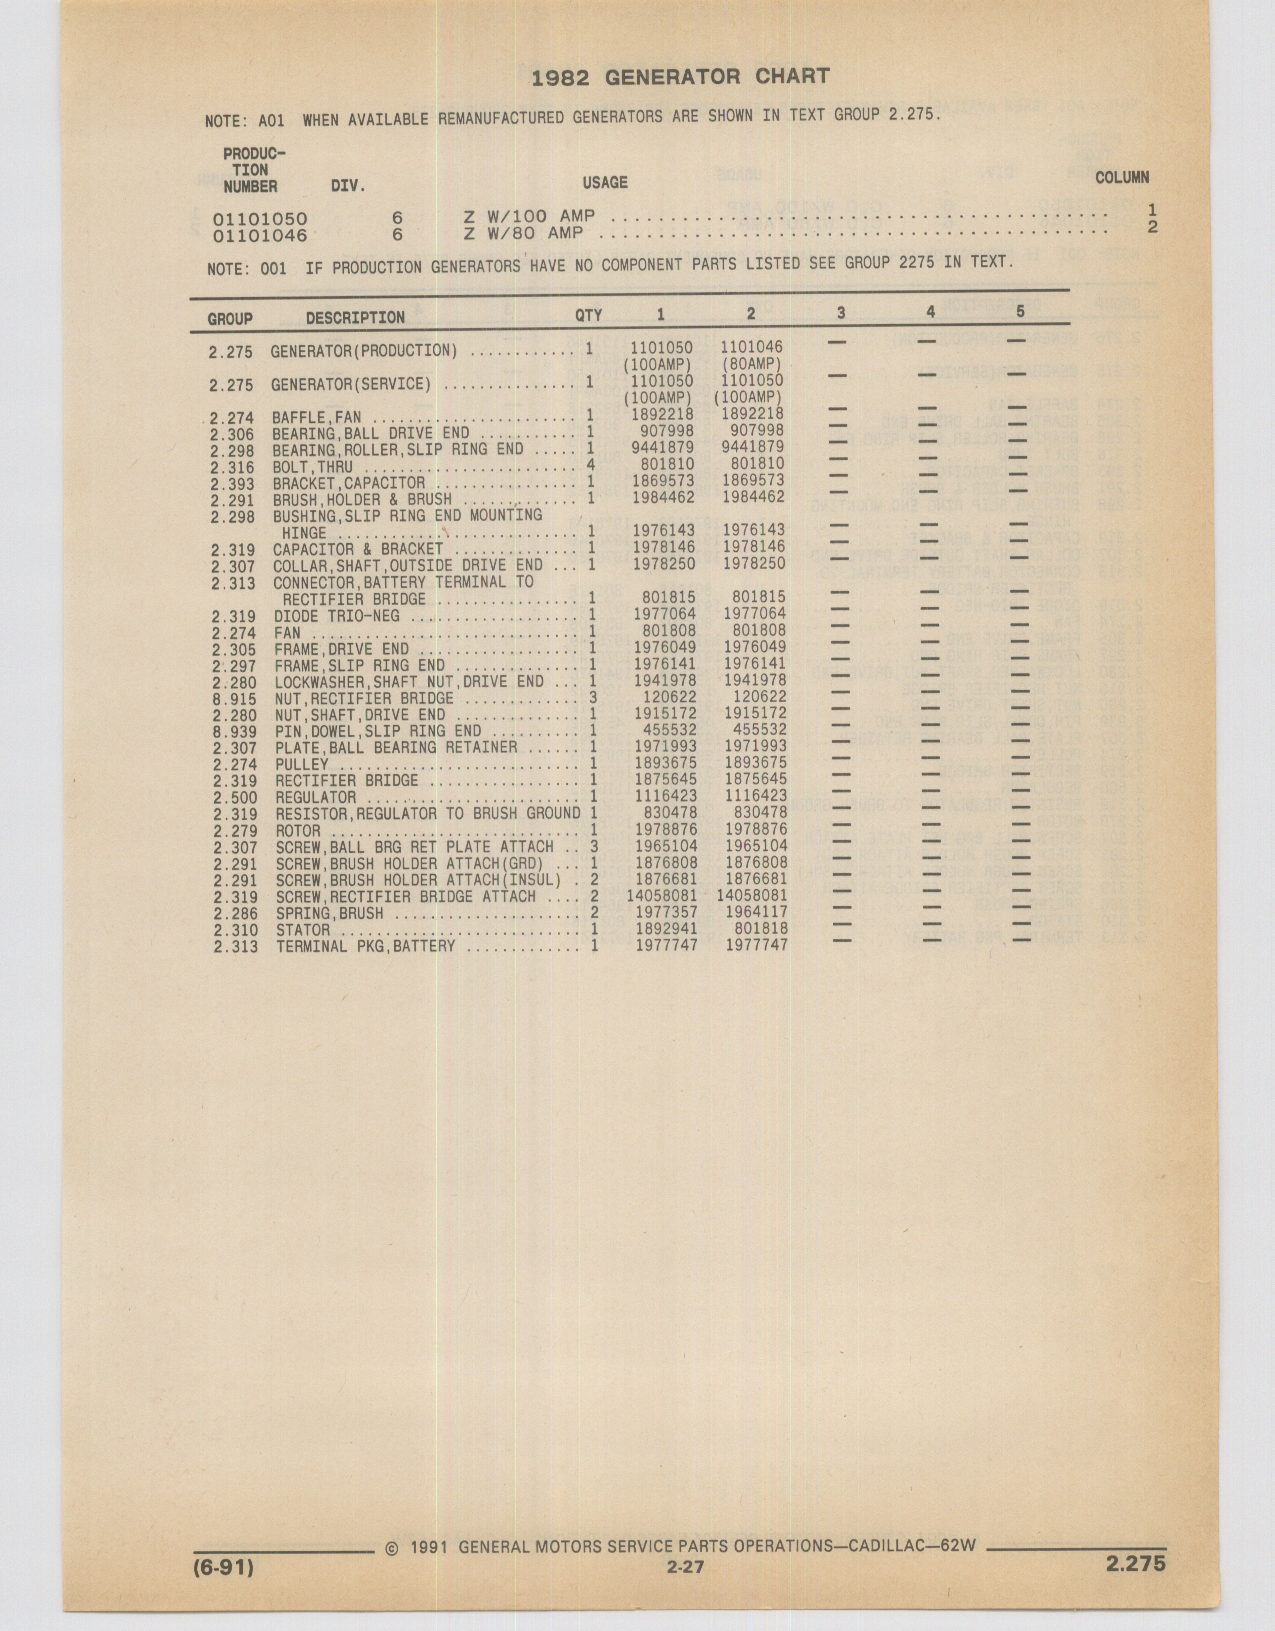 1982 GENERATOR CHART
NOTE: A01 WHEN AVAILABLE REMANUFACTURED GENERATORS ARE SHOWN IN TEXT GROUP 2.275.
PRODUC-
TION
NUMBER DIV. USAGE COLUMN
01101050 6 Z W/100 AMP ............................................ 1
01101046 6 Z W/80 AMP ............................................. 2
NOTE: 001 IF PRODUCTION GENERATORS HAVE NO COMPONENT PARTS LISTED SEE GROUP 2275 IN TEXT.
GROUP DESCRIPTION QTY 1 2 3 4 5
2.275 GENERATOR(PRODUCTION) ............ 1 1101050 1101046 — — —
(100AMP) (80AMP)
2.275 GENERATOR(SERVICE) ............... 1 1101050 1101050 — — —
(100AMP) (100AMP)
2.274 BAFFLE,FAN ....................... 1 1892218 1892218 — — —
2.306 BEARING,BALL DRIVE END ........... 1 907998 907998 — — —
2.298 BEARING,ROLLER,SLIP RING END ..... 1 9441879 9441879 — — —
2.316 BOLT,THRU ........................ 4 801810 801810 — — —
2.393 BRACKET,CAPACITOR ................ 1 1869573 1869573 — — —
2.291 BRUSH,HOLDER & BRUSH ............. 1 1984462 1984462 — — —
2.298 BUSHING,SLIP RING END MOUNTING
HINGE ........................... 1 1976143 1976143 — — —
2.319 CAPACITOR & BRACKET .............. 1 1978146 1978146 — — —
2.307 COLLAR,SHAFT,OUTSIDE DRIVE END ... 1 1978250 1978250 — — —
2.313 CONNECTOR,BATTERY TERMINAL TO
RECTIFIER BRIDGE ................ 1 801815 801815 — — —
2.319 DIODE TRIO-NEG ................... 1 1977064 1977064 — — —
2.274 FAN .............................. 1 801808 801808 — — —
2.305 FRAME,DRIVE END .................. 1 1976049 1976049 — — —
2.297 FRAME,SLIP RING END .............. 1 1976141 1976141 — — —
2.280 LOCKWASHER,SHAFT NUT,DRIVE END ... 1 1941978 1941978 — — —
8.915 NUT,RECTIFIER BRIDGE ............. 3 120622 120622 — — —
2.280 NUT,SHAFT,DRIVE END .............. 1 1915172 1915172 — — —
8.939 PIN,DOWEL,SLIP RING END .......... 1 455532 455532 — — —
2.307 PLATE,BALL BEARING RETAINER ...... 1 1971993 1971993 — — —
2.274 PULLEY ........................... 1 1893675 1893675 — — —
2.319 RECTIFIER BRIDGE ................. 1 1875645 1875645 — — —
2.500 REGULATOR ........................ 1 1116423 1116423 — — —
2.319 RESISTOR,REGULATOR TO BRUSH GROUND 1 830478 830478 — — —
2.279 ROTOR ............................ 1 1978876 1978876 — — —
2.307 SCREW,BALL BRG RET PLATE ATTACH .. 3 1965104 1965104 — — —
2.291 SCREW,BRUSH HOLDER ATTACH(GRD) ... 1 1876808 1876808 — — —
2.291 SCREW,BRUSH HOLDER ATTACH(INSUL) . 2 1876681 1876681 — — —
2.319 SCREW,RECTIFIER BRIDGE ATTACH .... 2 14058081 14058081 — — —
2.286 SPRING,BRUSH ..................... 2 1977357 1964117 — — —
2.310 STATOR ........................... 1 1892941 801818 — — —
2.313 TERMINAL PKG,BATTERY ............. 1 1977747 1977747 — — —
© 1991 GENERAL MOTORS SERVICE PARTS OPERATIONS—CADILLAC—62W
(6-91) 2-27 2.275